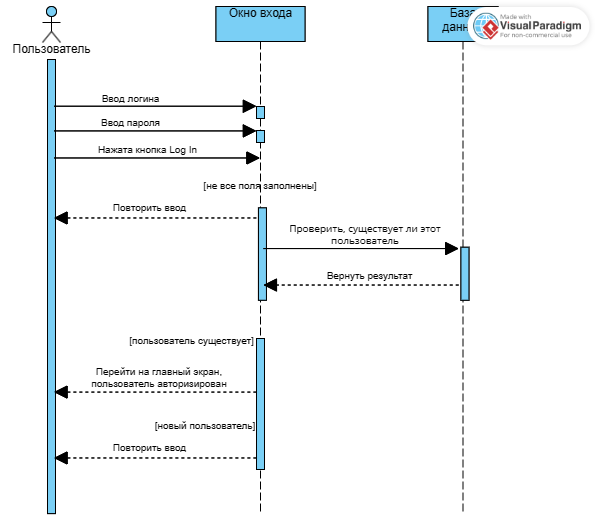 Окно входа
База
Made with
Visual Paradigm
For non-commercial use
Пользователь
Ввод логина
Ввод пароля
Нажата кнопка Log In
[не все поля заполнены]
Повторить ввод
Проверить, существует ли этот
пользователь
Вернуть результат
[пользователь существует]
Перейти на главный экран,
пользователь авторизирован
[новый пользователь]
Повторить ввод